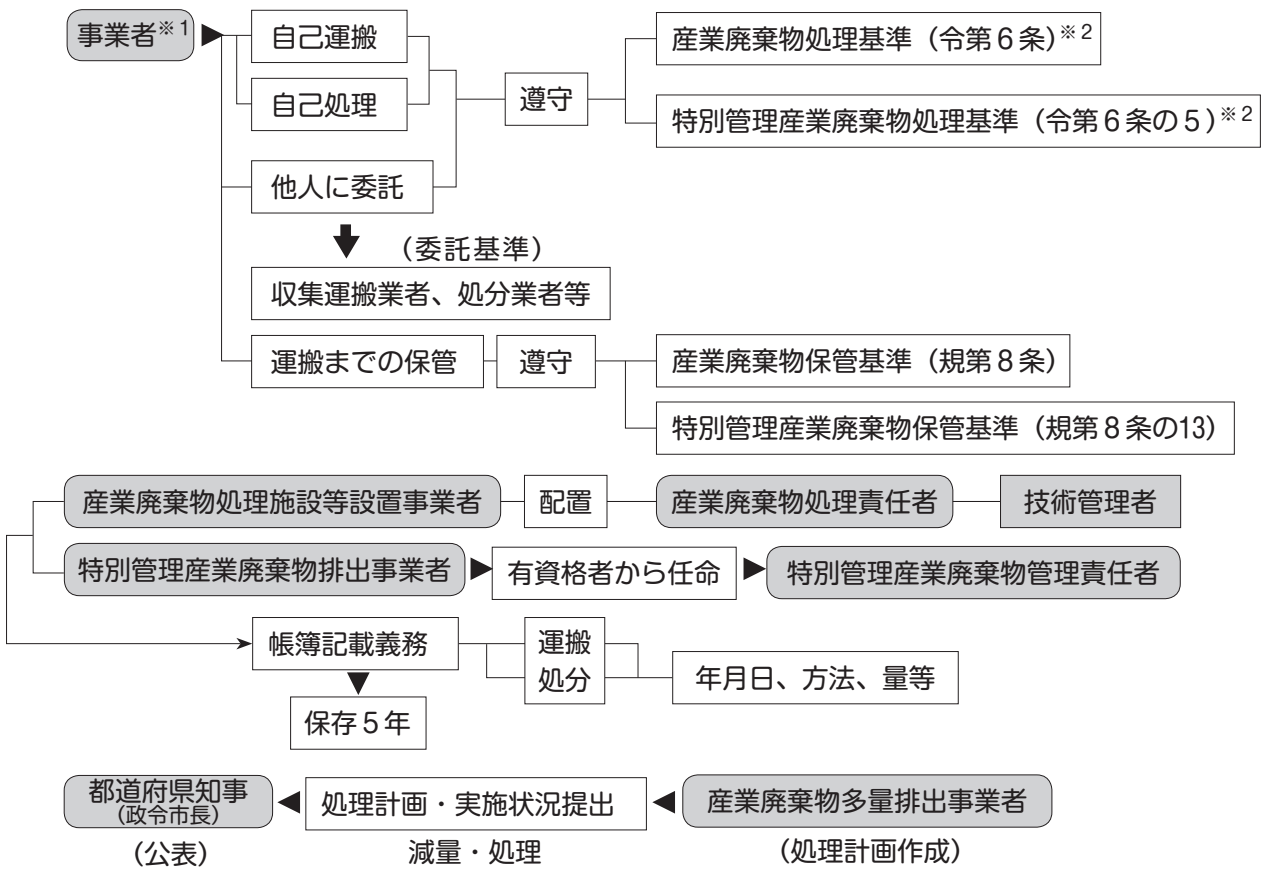 事業者※1
自己運搬
自己処理
他人に委託
遵守
産業廃棄物処理基準（令第6条）※2
特別管理産業廃棄物処理基準（令第6条の5）※2
（委託基準）
収集運搬業者、処分業者等
運搬までの保管
遵守
産業廃棄物保管基準（規第8条）
特別管理産業廃棄物保管基準（規第8条の13）
産業廃棄物処理施設等設置事業者
配置
産業廃棄物処理責任者
技術管理者
特別管理産業廃棄物排出事業者
有資格者から任命
特別管理産業廃棄物管理責任者
帳簿記載義務
運搬
処分
年月日、方法、量等
保存5年
都道府県知事
（政令市長）
処理計画・実施状況提出
産業廃棄物多量排出事業者
（公表）
減量・処理
（処理計画作成）